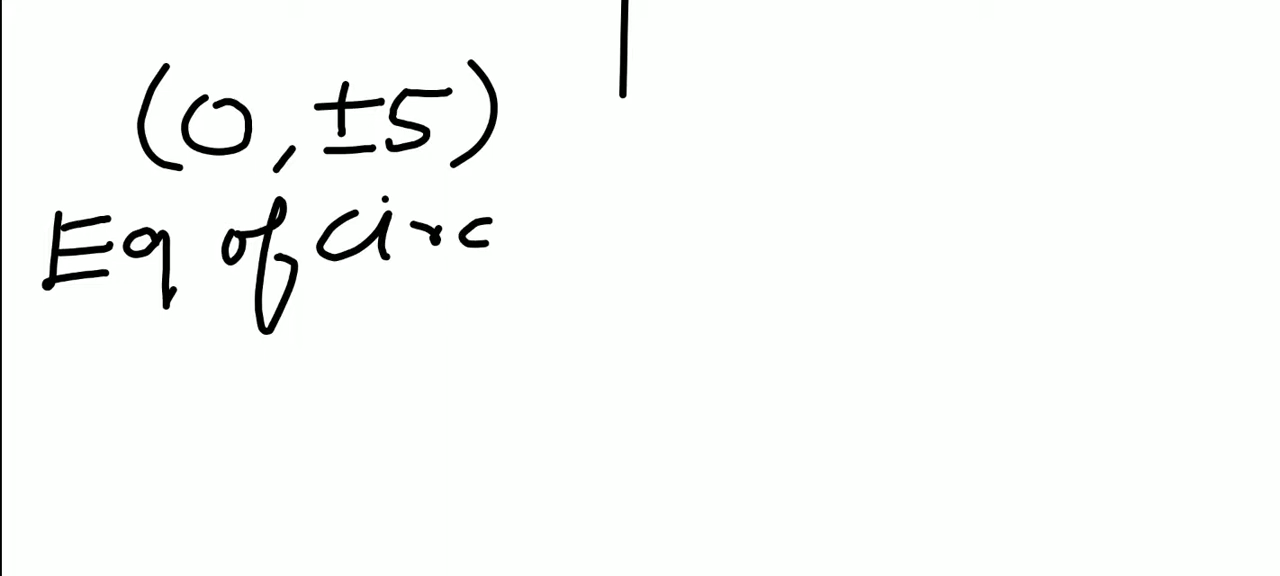 (0, ±5)
Eq of circ